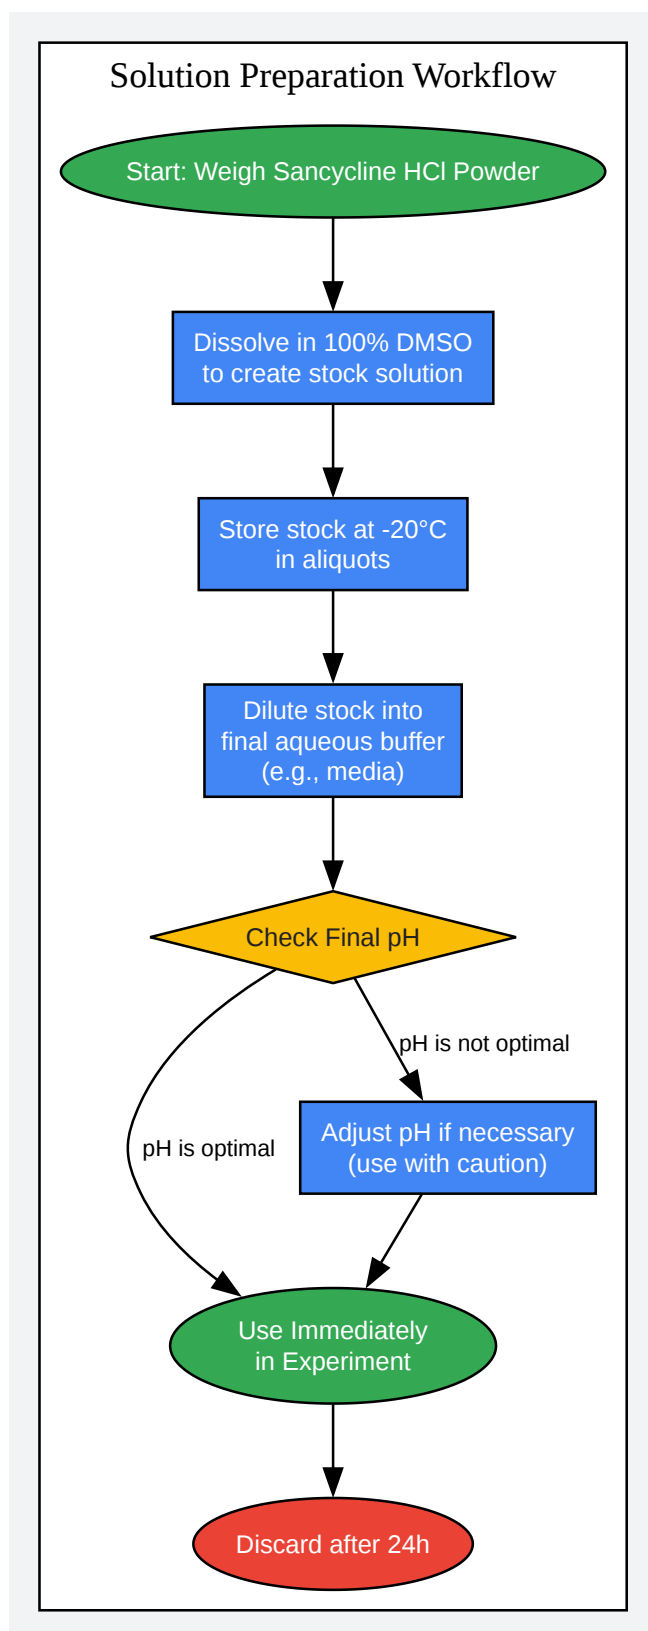 Solution Preparation Workflow
Start: Weigh Sancycline HCl Powder
Dissolve in 100% DMSO
to create stock solution
Store stock at -20°C
in aliquots
Dilute stock into
final aqueous buffer
(e.g., media)
Check Final pH
pH is not optimal
pH is optimal
Adjust pH if necessary
(use with caution)
Use Immediately
in Experiment
Discard after 24h